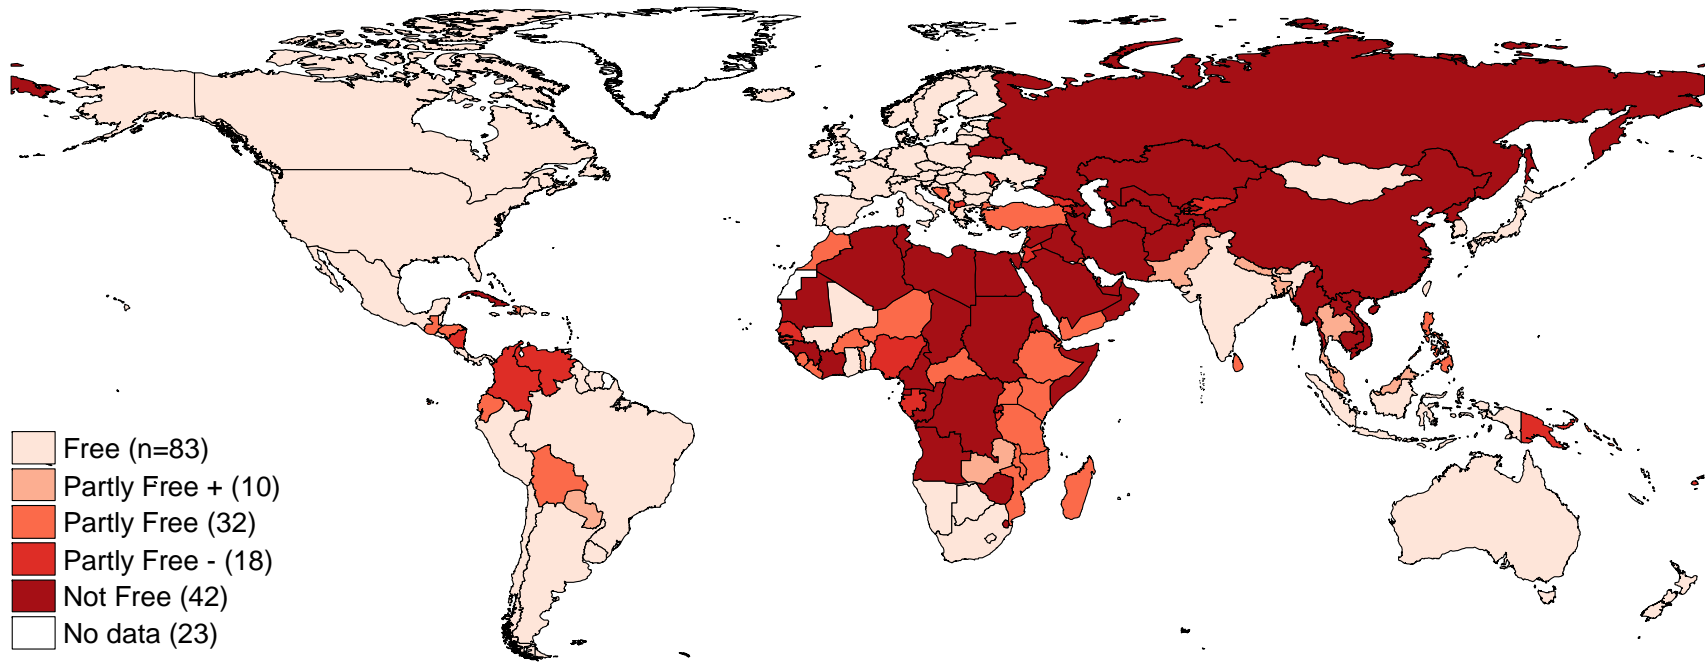 Free (n=83)
Partly Free + (10)
Partly Free (32)
Partly Free - (18)
Not Free (42)
No data (23)